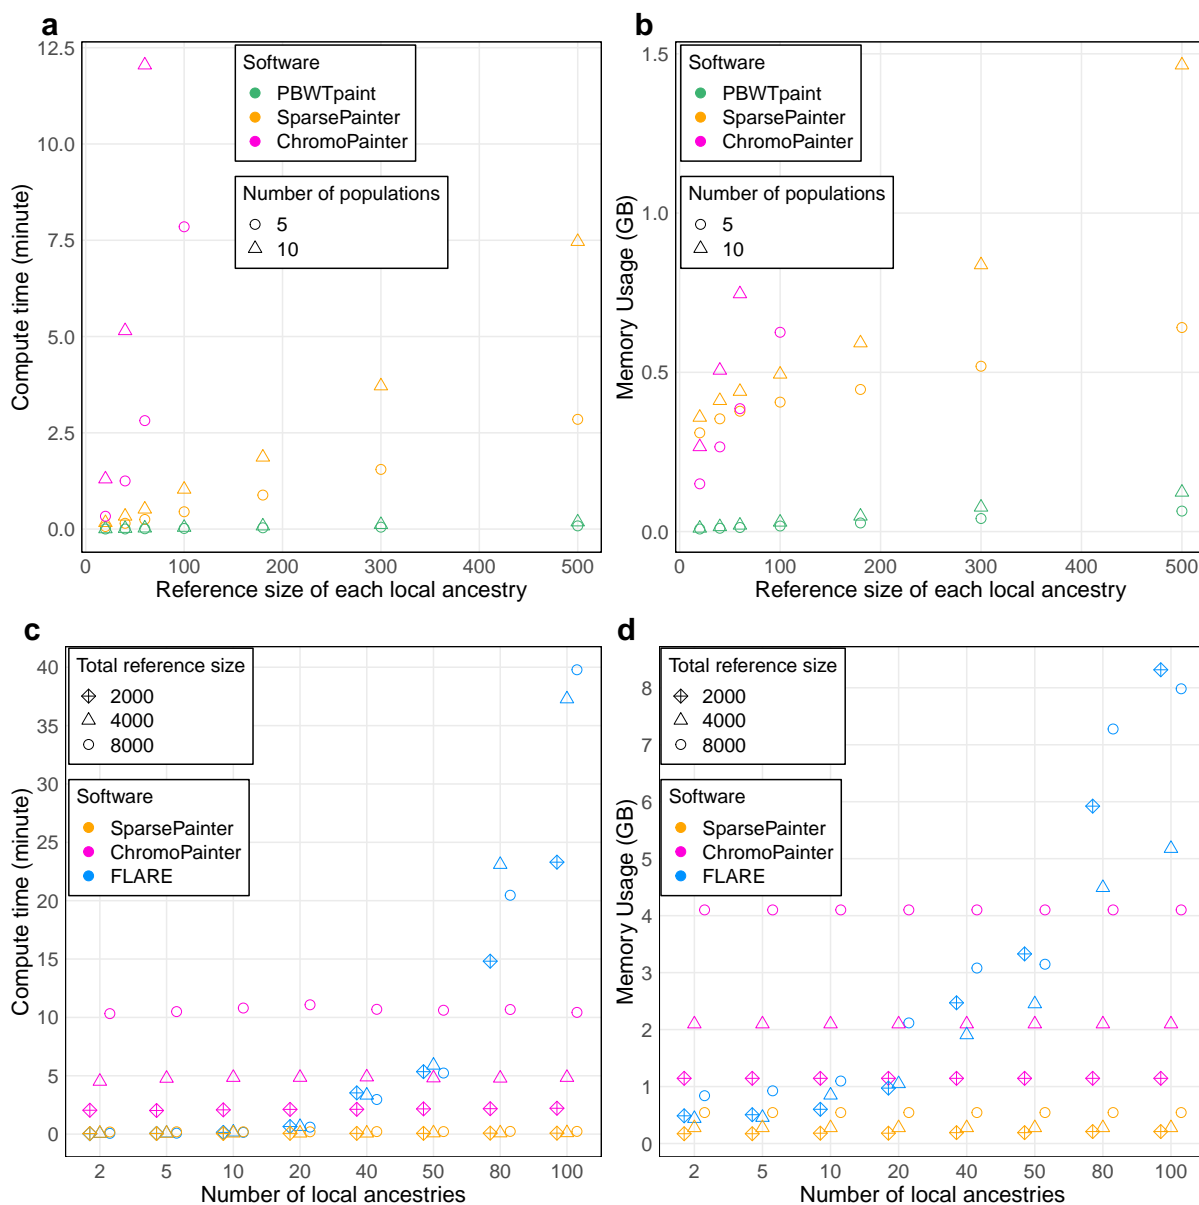 a
12.5
10.0
7.5
5.0
2.5
0.0
Compute time (minute)
Software
PBWTpaint
SparsePainter
ChromoPainter
Number of populations
5
10
0
100
200
300
400
500
Reference size of each local ancestry
b
1.5
1.0
0.5
0.0
Memory Usage (GB)
Software
PBWTpaint
SparsePainter
ChromoPainter
Number of populations
5
10
0
100
200
300
400
500
Reference size of each local ancestry
c
40
35
30
25
20
15
10
5
0
Compute time (minute)
Total reference size
2000
4000
8000
Software
SparsePainter
ChromoPainter
FLARE
2
5
10
20
40
50
80
100
Number of local ancestries
d
8
7
6
5
4
3
2
1
0
Memory Usage (GB)
Total reference size
2000
4000
8000
Software
SparsePainter
ChromoPainter
FLARE
2
5
10
20
40
50
80
100
Number of local ancestries